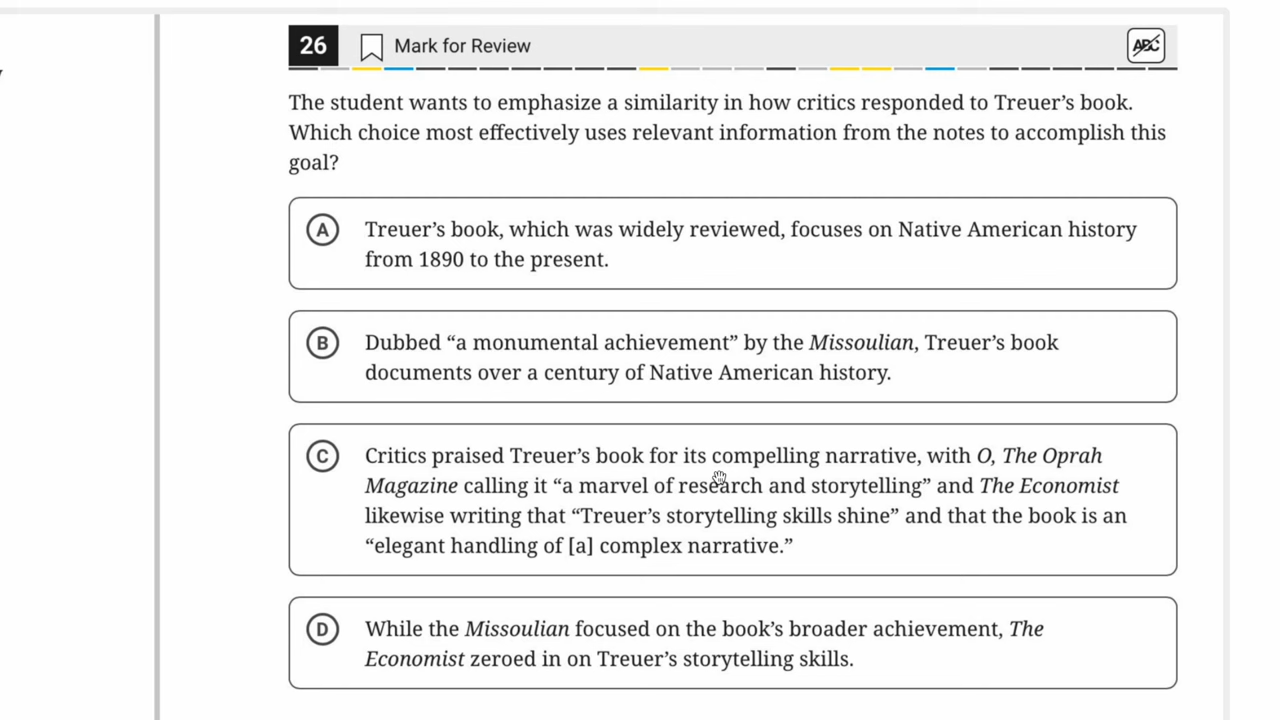 26 Mark for Review ABC
The student wants to emphasize a similarity in how critics responded to Treuer’s book.
Which choice most effectively uses relevant information from the notes to accomplish this
goal?
A Treuer’s book, which was widely reviewed, focuses on Native American history
from 1890 to the present.
B Dubbed “a monumental achievement” by the Missoulian, Treuer’s book
documents over a century of Native American history.
C Critics praised Treuer’s book for its compelling narrative, with O, The Oprah
Magazine calling it “a marvel of research and storytelling” and The Economist
likewise writing that “Treuer’s storytelling skills shine” and that the book is an
“elegant handling of [a] complex narrative.”
D While the Missoulian focused on the book’s broader achievement, The
Economist zeroed in on Treuer’s storytelling skills.